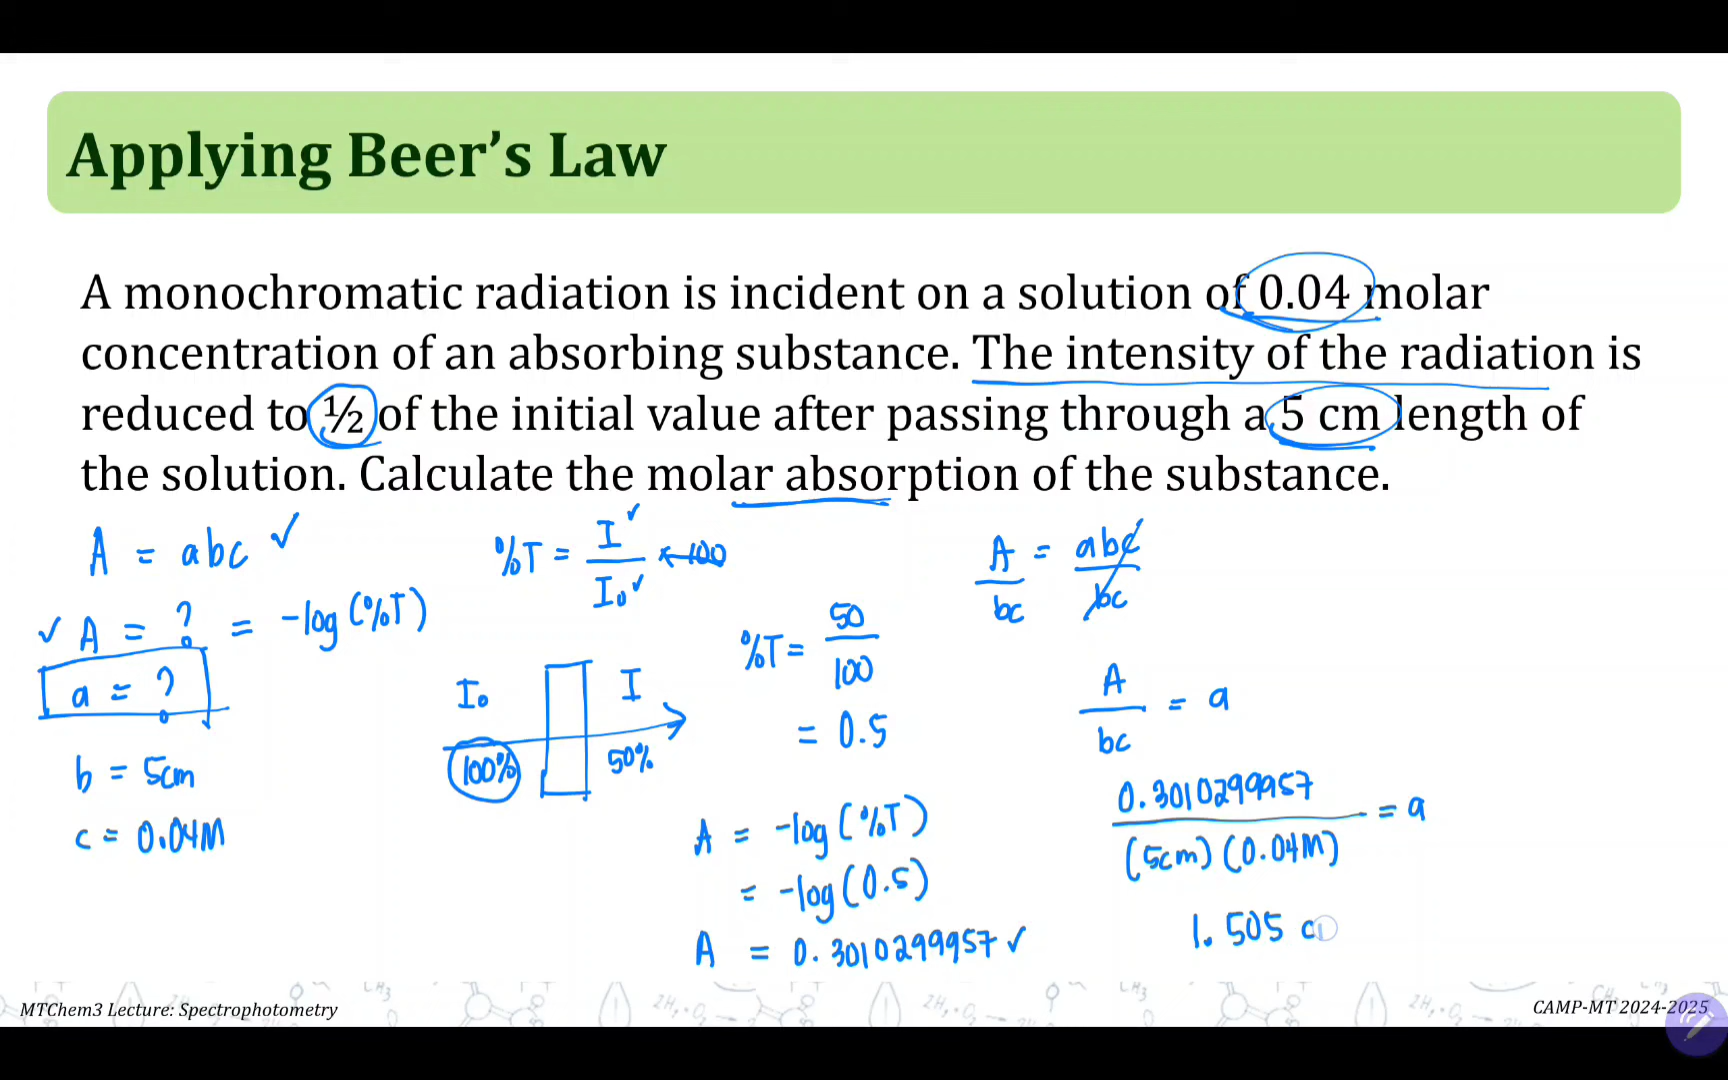 Applying Beer's Law
A monochromatic radiation is incident on a solution of 0.04 molar
concentration of an absorbing substance. The intensity of the radiation is
reduced to ½ of the initial value after passing through a 5 cm length of
the solution. Calculate the molar absorption of the substance.
A = abc ✓
✓ A = ? = -log (%T)
a = ?
b = 5cm
c = 0.04M
%T = I ✓ / I₀ ✓ × 100
I₀ I
100% 50%
%T = 50 / 100
= 0.5
A = -log (%T)
= -log (0.5)
A = 0.3010299957 ✓
A / bc = abc / bc
A / bc = a
0.3010299957 / (5cm) (0.04M) = a
1.505 c
MTChem3 Lecture: Spectrophotometry
CAMP-MT 2024-2025